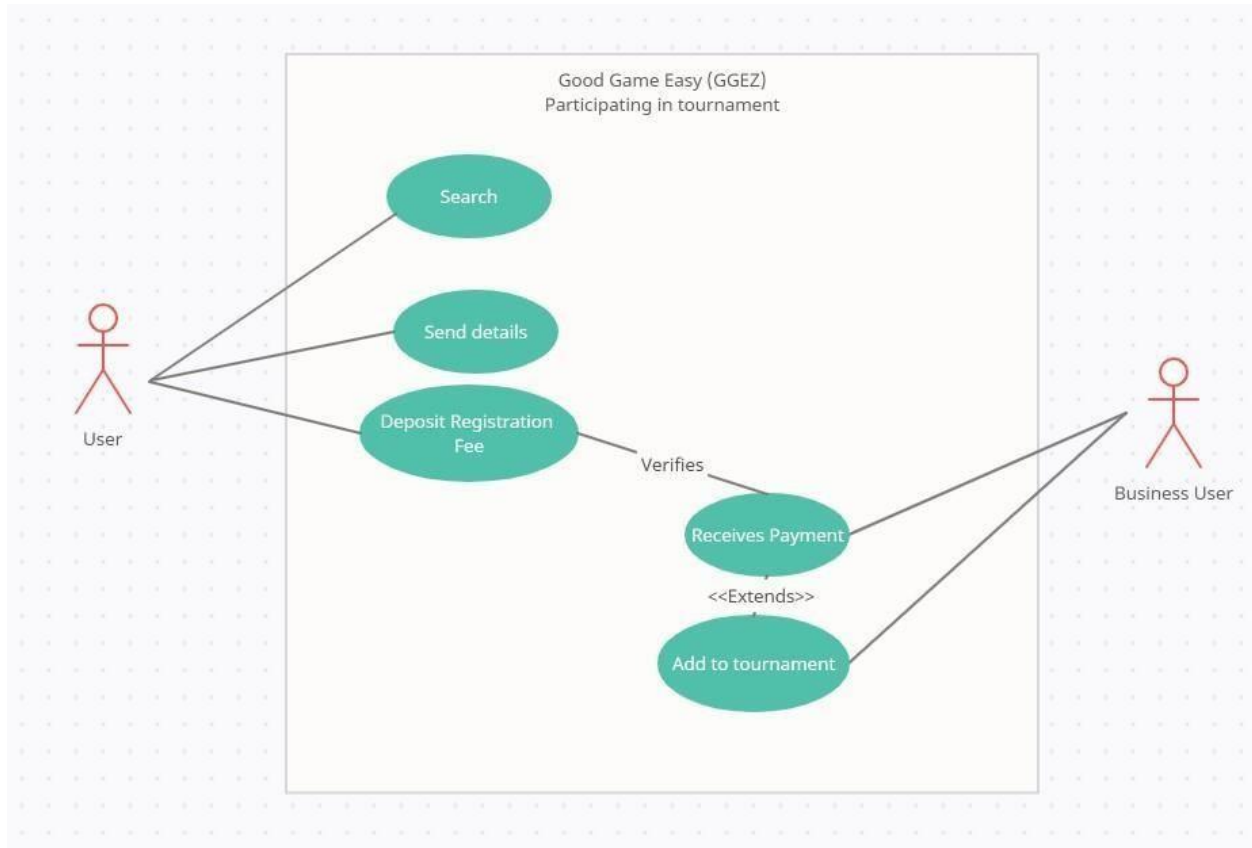 Good Game Easy (GGEZ)
Participating in tournament
Search
Send details
Deposit Registration
Fee
User
Verifies
Business User
Receives Payment
<<Extends>>
Add to tournament